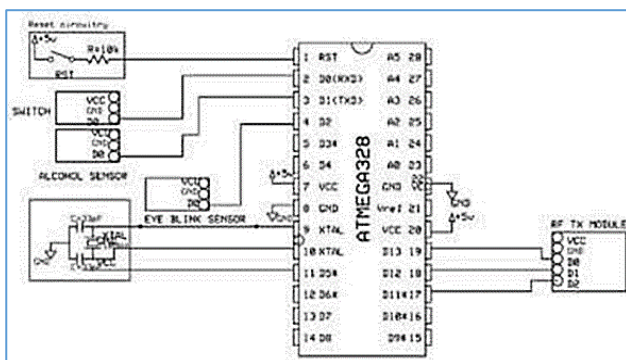 Reset circuitry
+5v
R=10k
RST
SWITCH
VCC
GND
D0
VCC
GND
D0
ALCOHOL SENSOR
VCC
GND
D0
EYE BLINK SENSOR
C=33pF
XTAL
VCC
C=33pF
GND
+5v
GND
ATMEGA328
1 RST
2 D0(RXD)
3 D1(TXD)
4 D2
5 D3*
6 D4
7 VCC
8 GND
9 XTAL
10 XTAL
11 D5*
12 D6*
13 D7
14 D8
A5 28
A4 27
A3 26
A2 25
A1 24
A0 23
GND 22
Vref 21
VCC 20
D13 19
D12 18
D11* 17
D10* 16
D9* 15
GND
+5v
RF TX MODULE
VCC
GND
D0
D1
D2